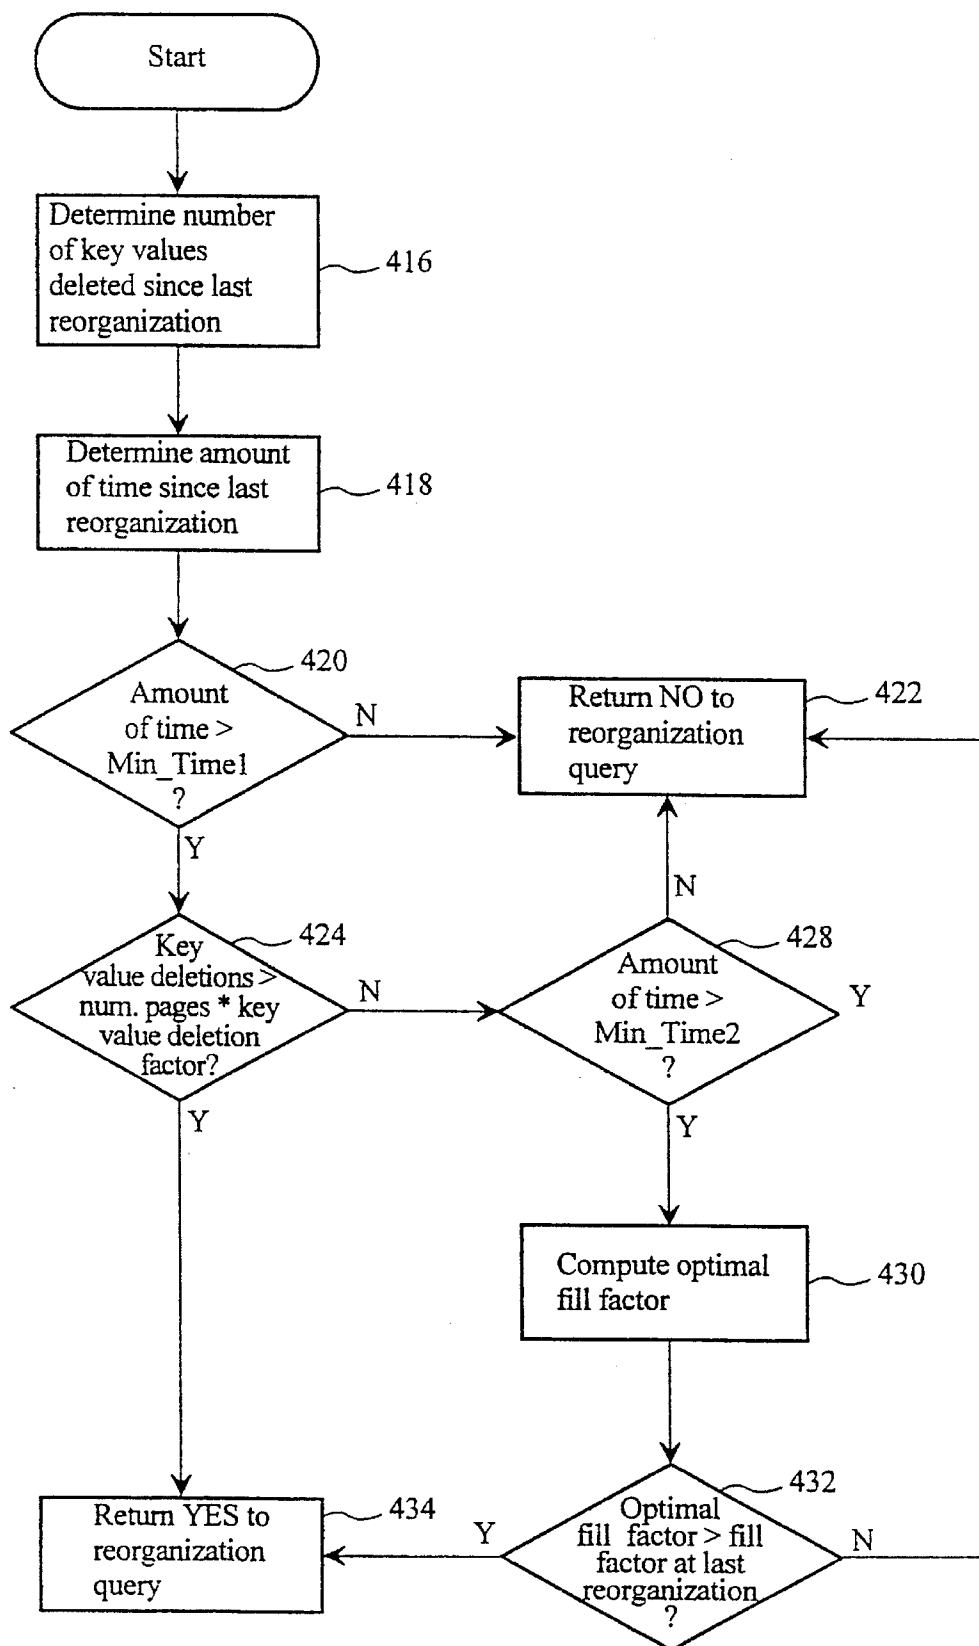 Start
Determine number
of key values
deleted since last
reorganization
416
Determine amount
of time since last
reorganization
418
420
Amount
of time >
Min_Time1
?
N
Y
Return NO to
reorganization
query
422
424
Key
value deletions >
num. pages * key
value deletion
factor?
N
Y
428
Amount
of time >
Min_Time2
?
N
Y
Y
Compute optimal
fill factor
430
432
Optimal
fill factor > fill
factor at last
reorganization
?
Y
N
Return YES to
reorganization
query
434